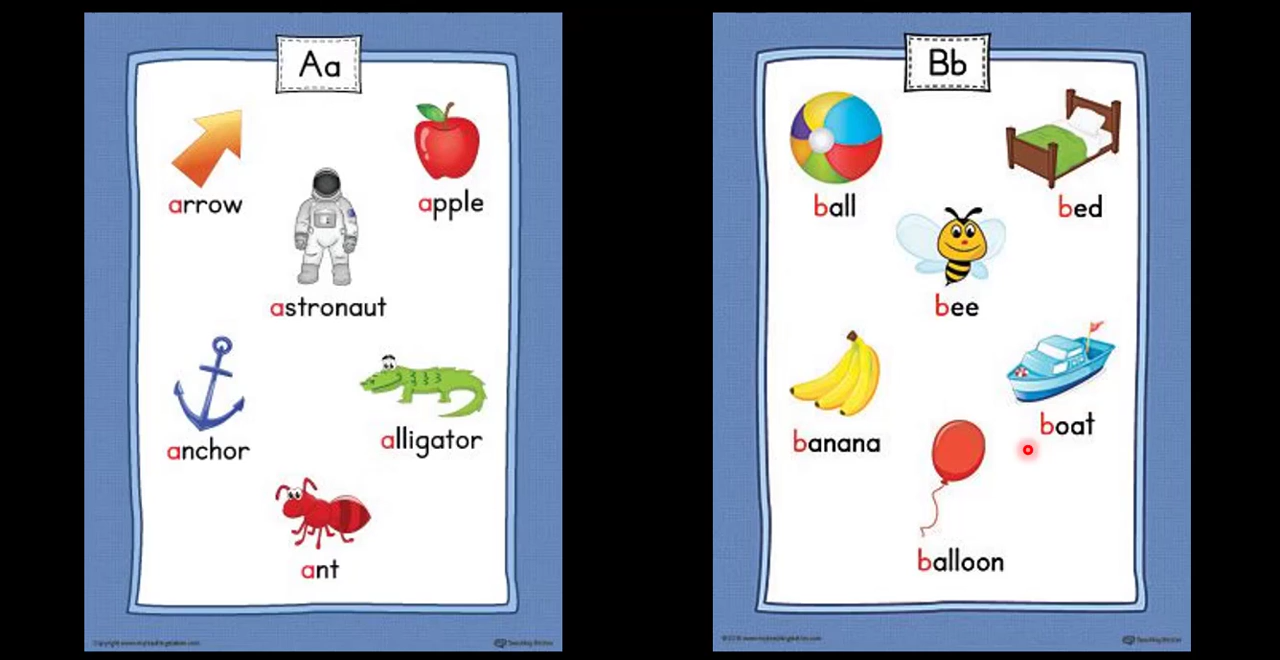 Aa
arrow
apple
astronaut
anchor
alligator
ant
Bb
ball
bed
bee
banana
boat
balloon